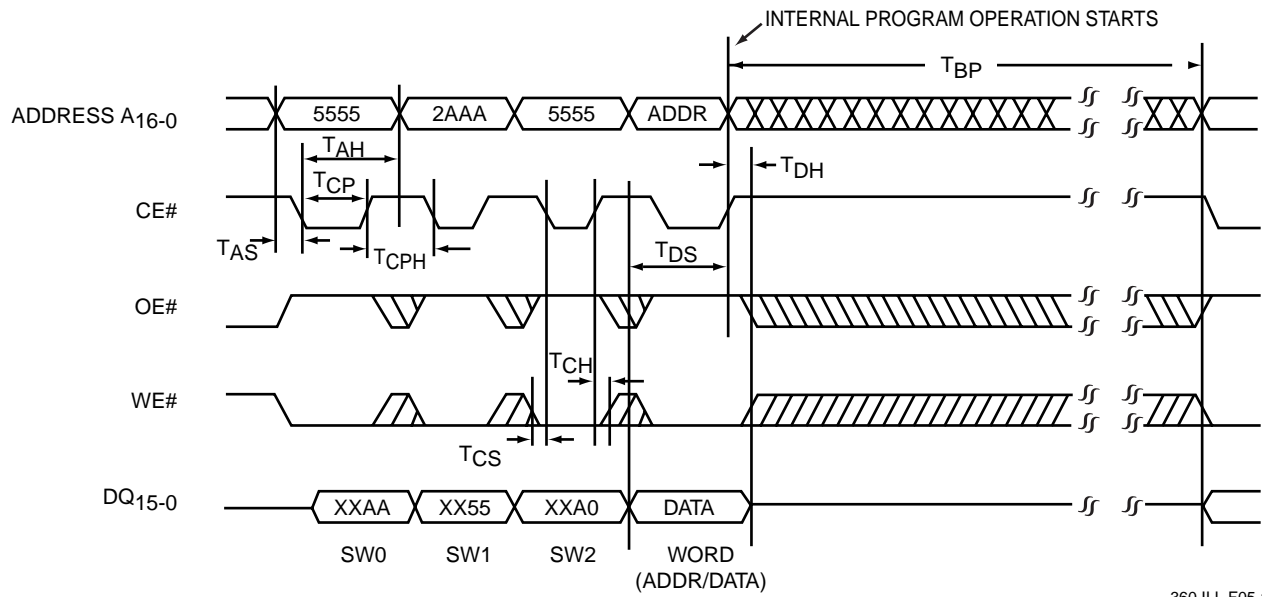 INTERNAL PROGRAM OPERATION STARTS
TBP
ADDRESS A16-0
5555 2AAA 5555 ADDR
TAH
TDH
TCP
CE#
TAS
TCPH
TDS
OE#
TCH
WE#
TCS
DQ15-0
XXAA XX55 XXA0 DATA
SW0 SW1 SW2 WORD
(ADDR/DATA)